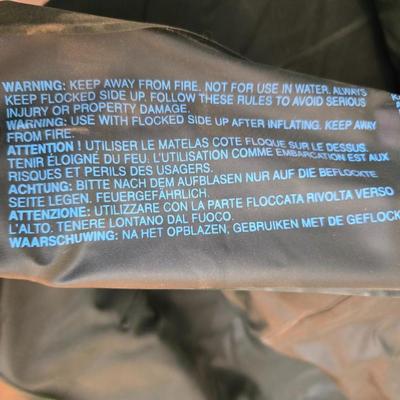 WARNING: KEEP AWAY FROM FIRE. NOT FOR USE IN WATER. ALWAYS
KEEP FLOCKED SIDE UP. FOLLOW THESE RULES TO AVOID SERIOUS
INJURY OR PROPERTY DAMAGE.
WARNING: USE WITH FLOCKED SIDE UP AFTER INFLATING. KEEP AWAY
FROM FIRE.
ATTENTION ! UTILISER LE MATELAS COTE FLOQUE SUR LE DESSUS.
TENIR ÉLOIGNÉ DU FEU. L'UTILISATION COMME EMBARCATION EST AUX
RISQUES ET PERILS DES USAGERS.
ACHTUNG: BITTE NACH DEM AUFBLASEN NUR AUF DIE BEFLOCKTE
SEITE LEGEN. FEUERGEFÄHRLICH.
ATTENZIONE: UTILIZZARE CON LA PARTE FLOCCATA RIVOLTA VERSO
L'ALTO. TENERE LONTANO DAL FUOCO.
WAARSCHUWING: NA HET OPBLAZEN, GEBRUIKEN MET DE GEFLOCK